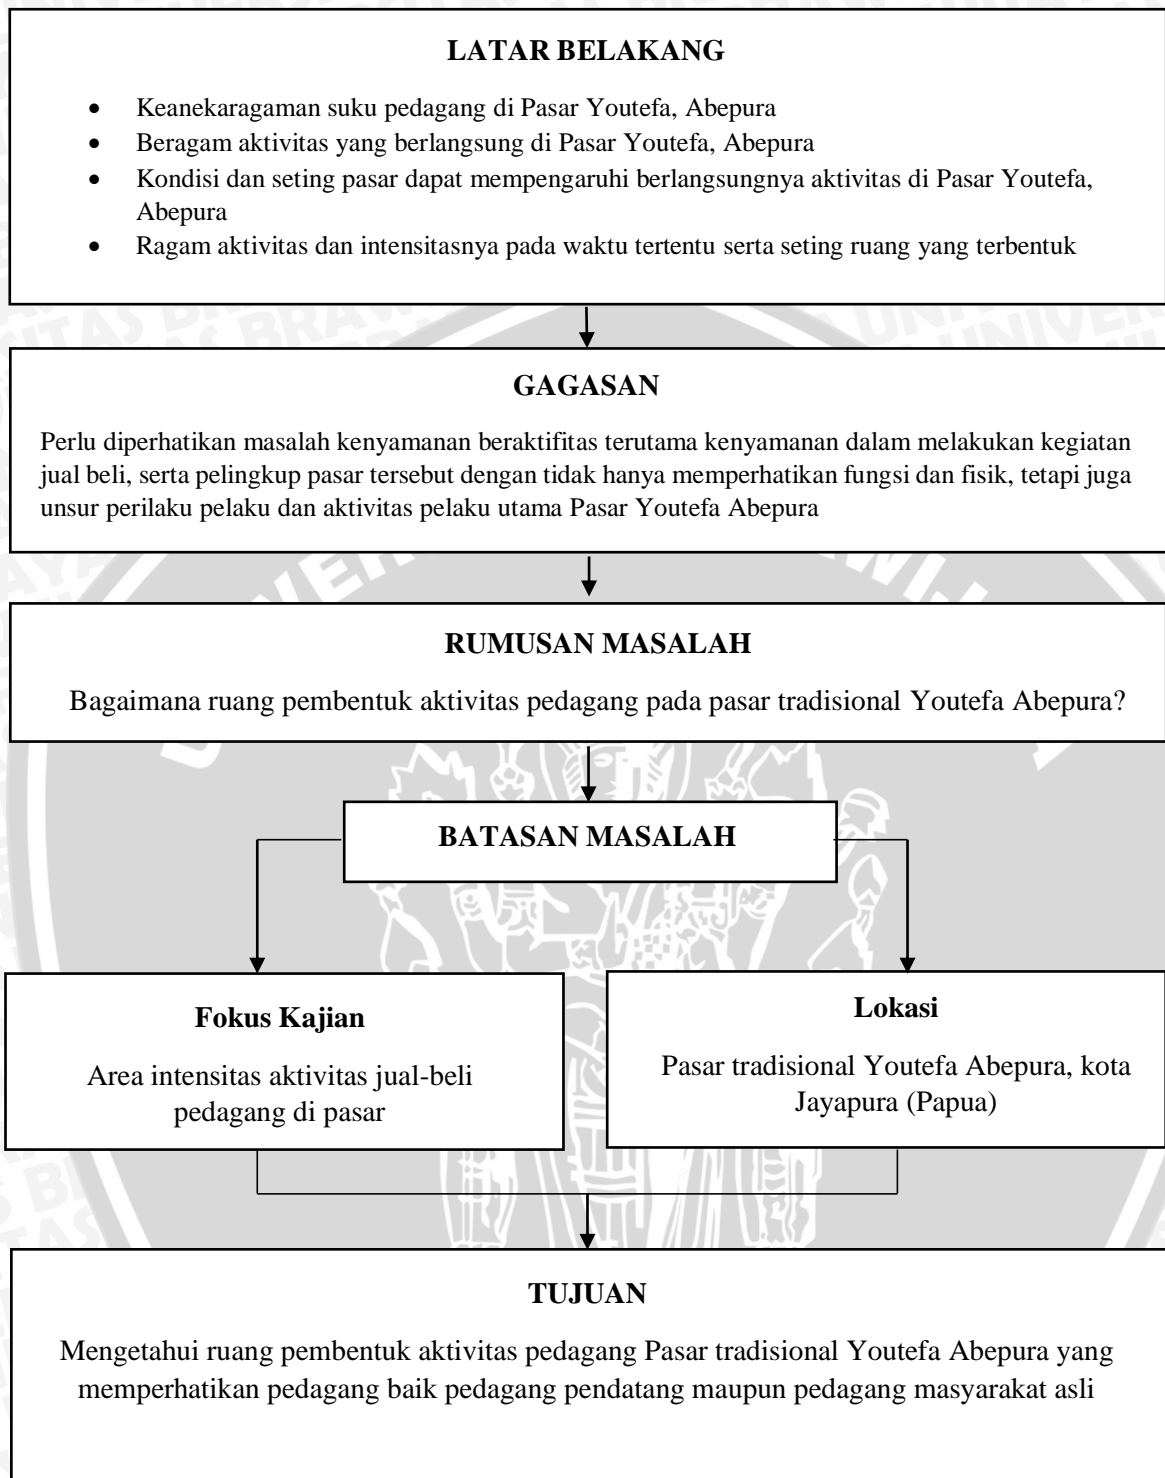 LATAR BELAKANG
• Keanekaragaman suku pedagang di Pasar Youtefa, Abepura
• Beragam aktivitas yang berlangsung di Pasar Youtefa, Abepura
• Kondisi dan seting pasar dapat mempengaruhi berlangsungnya aktivitas di Pasar Youtefa,
Abepura
• Ragam aktivitas dan intensitasnya pada waktu tertentu serta seting ruang yang terbentuk
GAGASAN
Perlu diperhatikan masalah kenyamanan beraktifitas terutama kenyamanan dalam melakukan kegiatan
jual beli, serta pelingkup pasar tersebut dengan tidak hanya memperhatikan fungsi dan fisik, tetapi juga
unsur perilaku pelaku dan aktivitas pelaku utama Pasar Youtefa Abepura
RUMUSAN MASALAH
Bagaimana ruang pembentuk aktivitas pedagang pada pasar tradisional Youtefa Abepura?
BATASAN MASALAH
Fokus Kajian
Area intensitas aktivitas jual-beli
pedagang di pasar
Lokasi
Pasar tradisional Youtefa Abepura, kota
Jayapura (Papua)
TUJUAN
Mengetahui ruang pembentuk aktivitas pedagang Pasar tradisional Youtefa Abepura yang
memperhatikan pedagang baik pedagang pendatang maupun pedagang masyarakat asli